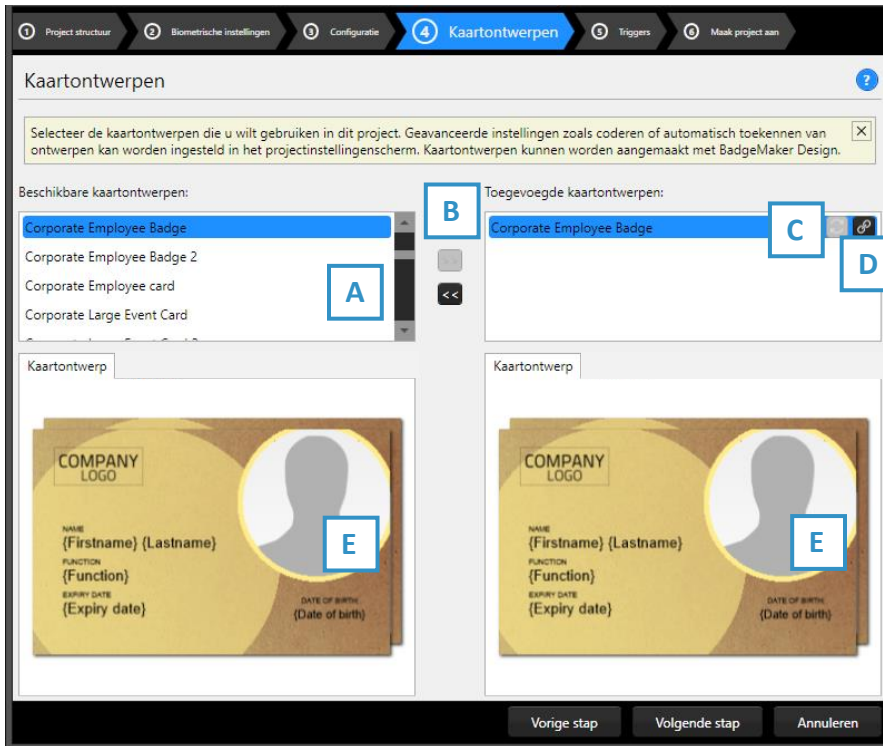 1 Project structuur 2 Biometrische instellingen 3 Configuratie 4 Kaartontwerpen 5 Triggers 6 Maak project aan
Kaartontwerpen
?
Selecteer de kaartontwerpen die u wilt gebruiken in dit project. Geavanceerde instellingen zoals coderen of automatisch toekennen van
ontwerpen kan worden ingesteld in het projectinstellingenscherm. Kaartontwerpen kunnen worden aangemaakt met BadgeMaker Design.
Beschikbare kaartontwerpen:
Corporate Employee Badge
Corporate Employee Badge 2
Corporate Employee card
Corporate Large Event Card
A
B
>>
<<
Toegevoegde kaartontwerpen:
Corporate Employee Badge
C
D
Kaartontwerp
COMPANY
LOGO
NAME
{Firstname} {Lastname}
FUNCTION
{Function}
EXPIRY DATE
{Expiry date}
DATE OF BIRTH
{Date of birth}
E
Kaartontwerp
COMPANY
LOGO
NAME
{Firstname} {Lastname}
FUNCTION
{Function}
EXPIRY DATE
{Expiry date}
DATE OF BIRTH
{Date of birth}
E
Vorige stap Volgende stap Annuleren